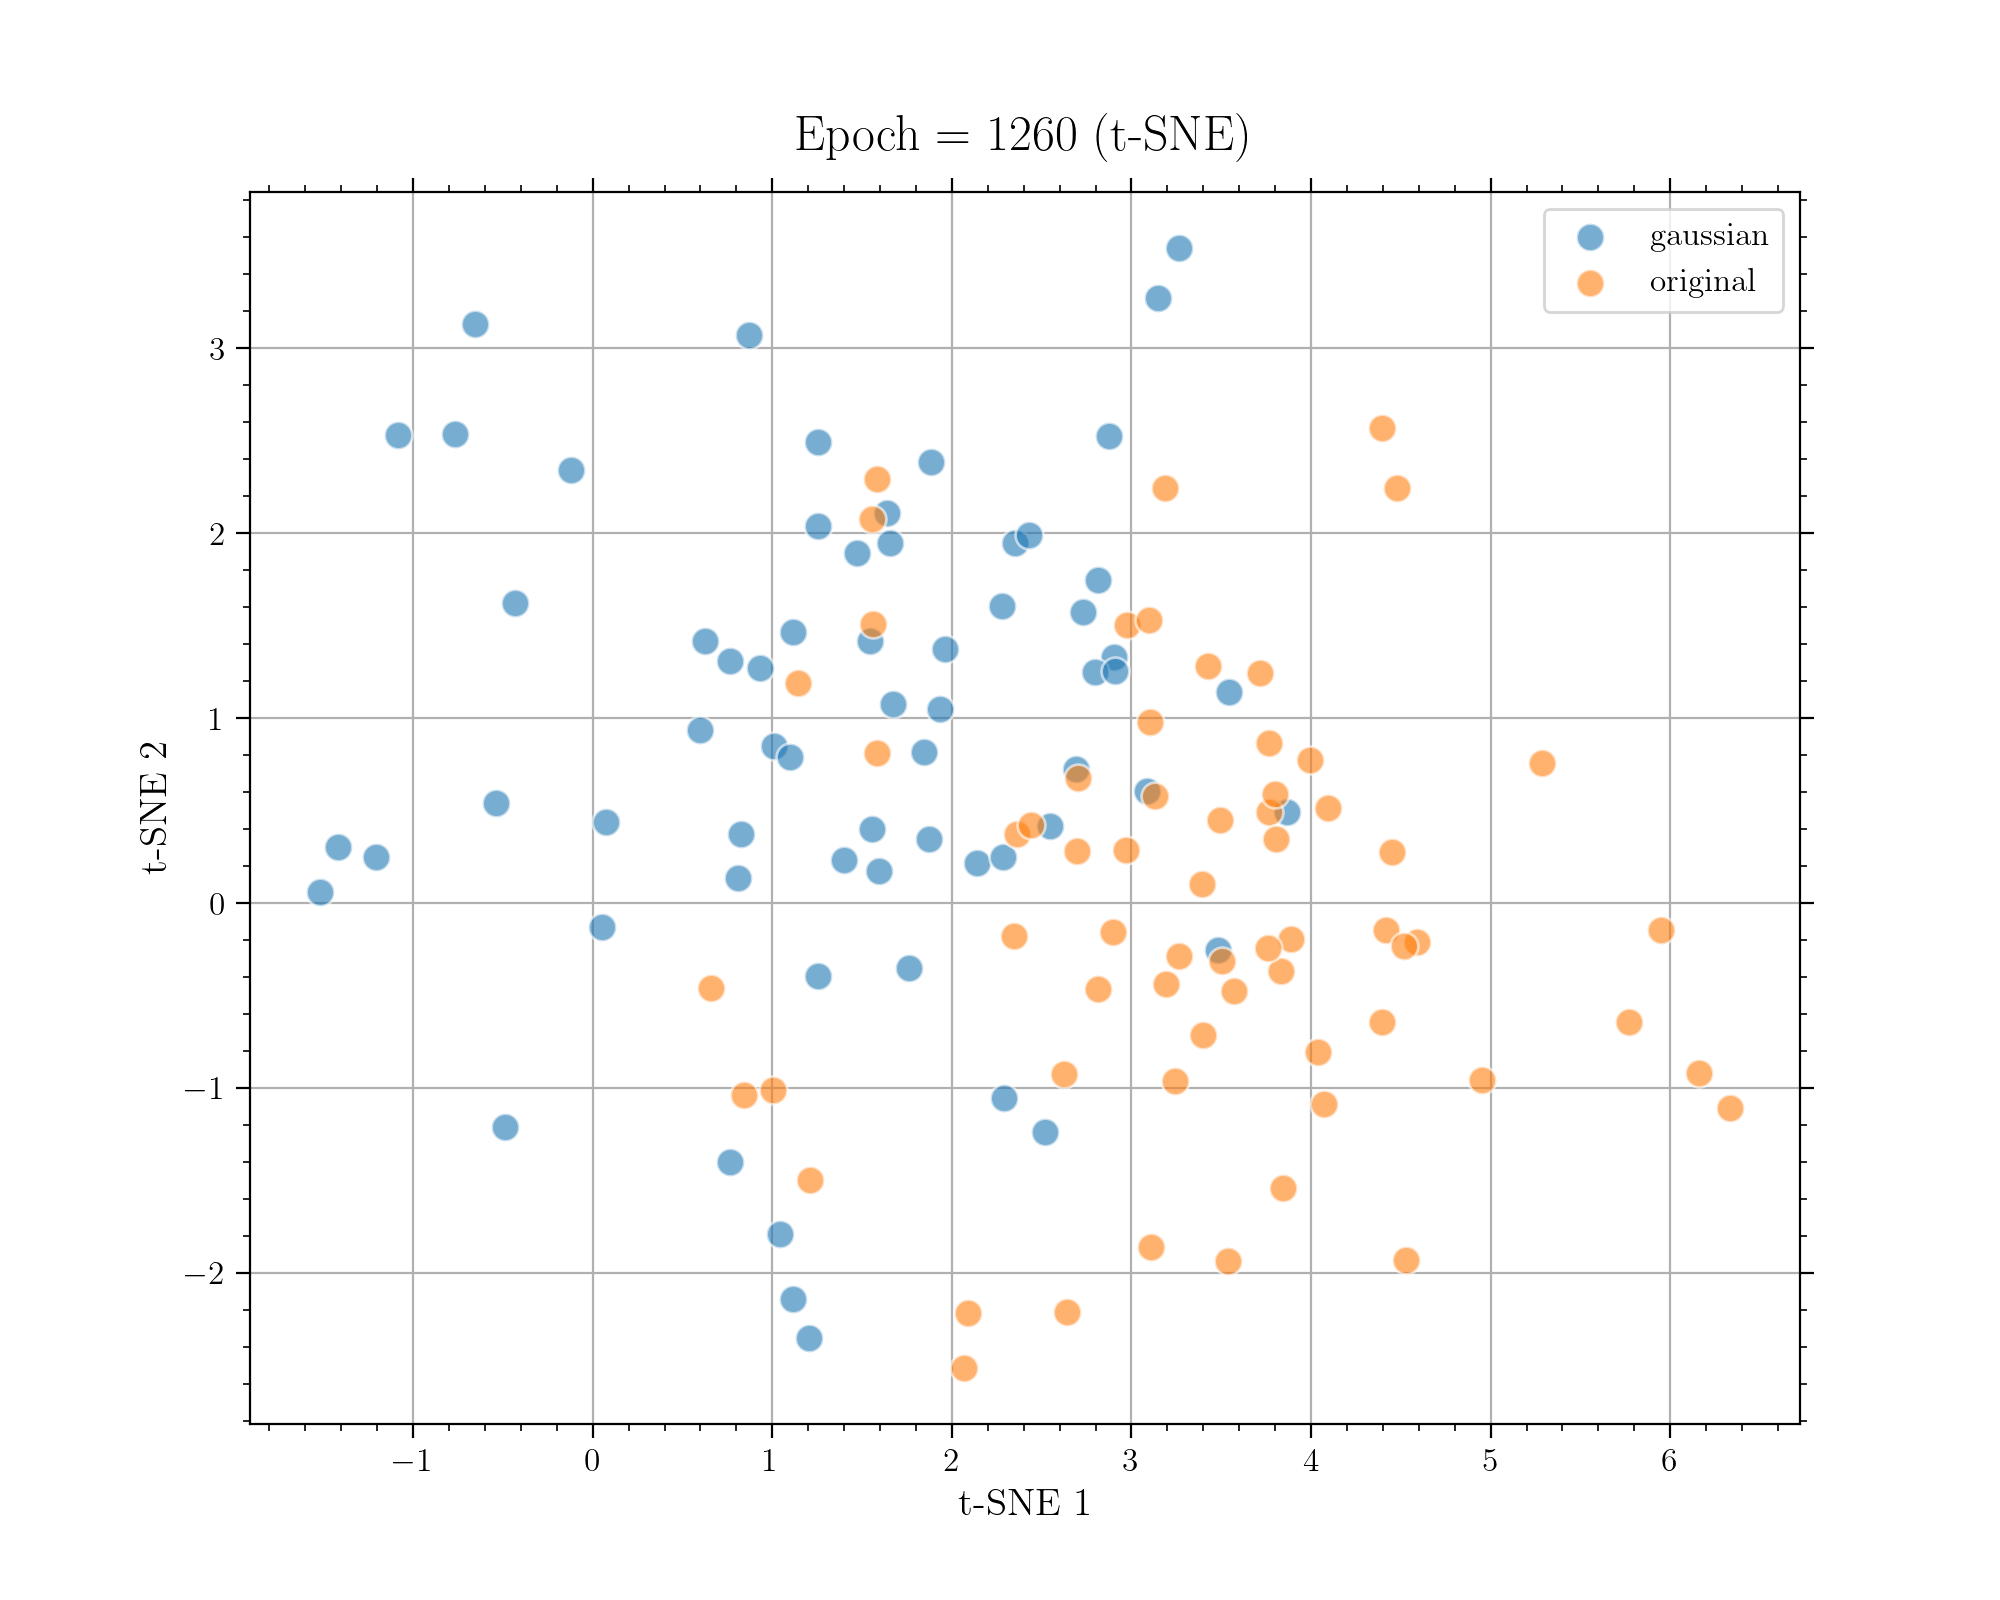 Epoch = 1260 (t-SNE)
gaussian
original
3
2
1
0
−1
−2
t-SNE 2
−1 0 1 2 3 4 5 6
t-SNE 1